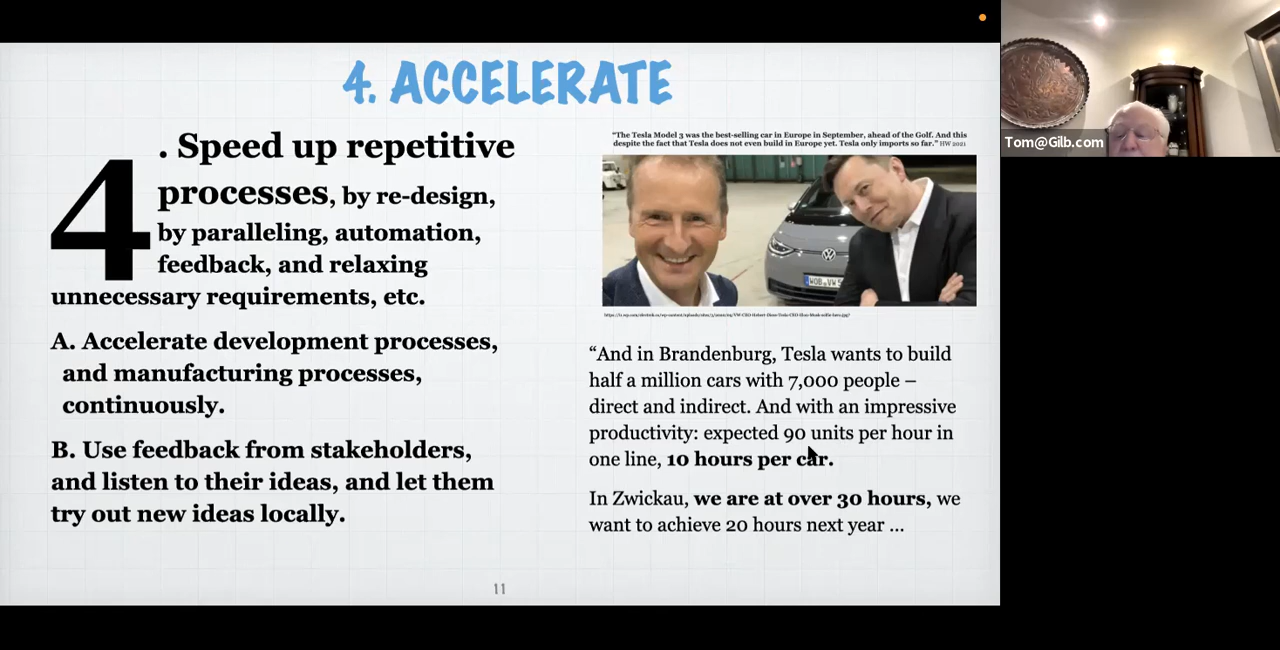 4. ACCELERATE
4. Speed up repetitive
processes, by re-design,
by paralleling, automation,
feedback, and relaxing
unnecessary requirements, etc.
A. Accelerate development processes,
and manufacturing processes,
continuously.
B. Use feedback from stakeholders,
and listen to their ideas, and let them
try out new ideas locally.
"The Tesla Model 3 was the best-selling car in Europe in September, ahead of the Golf. And this
despite the fact that Tesla does not even build in Europe yet. Tesla only imports so far." HW 2021
“And in Brandenburg, Tesla wants to build
half a million cars with 7,000 people –
direct and indirect. And with an impressive
productivity: expected 90 units per hour in
one line, 10 hours per car.
In Zwickau, we are at over 30 hours, we
want to achieve 20 hours next year ...
11
Tom@Gilb.com